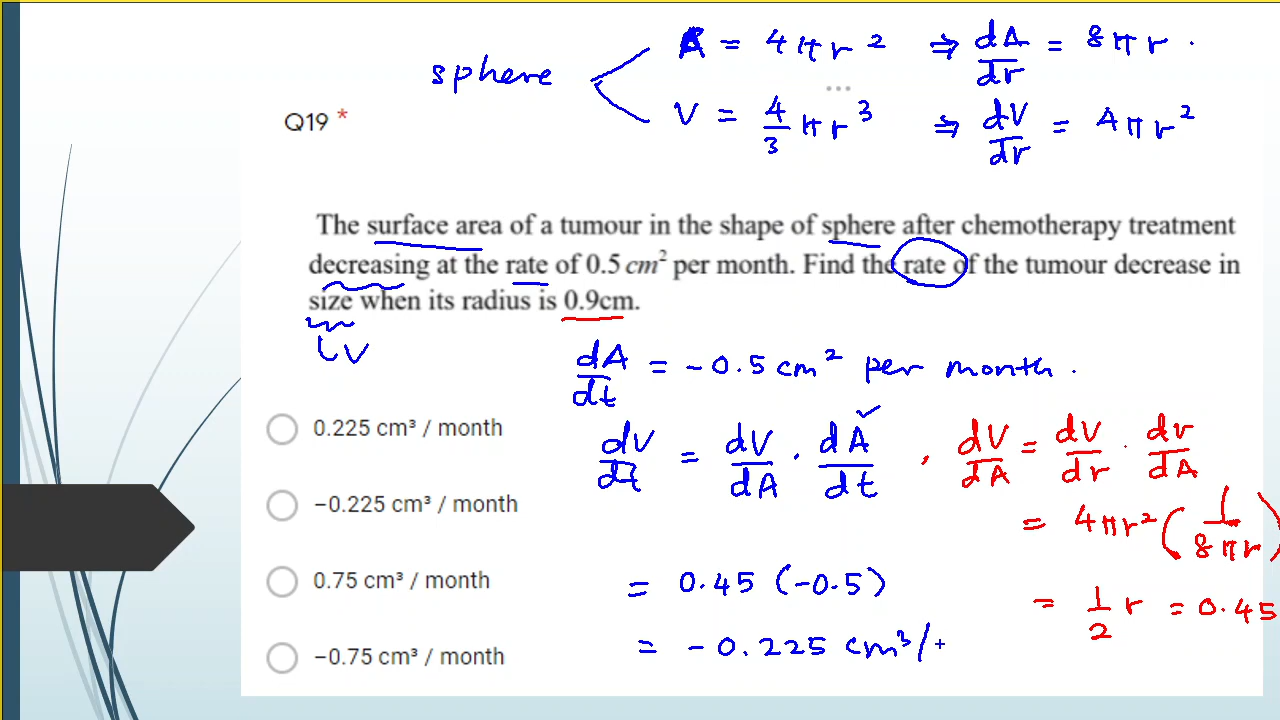 sphere
A = 4πr² ⇒ dA/dr = 8πr .
V = 4/3 πr³ ⇒ dV/dr = 4πr²
Q19 *
The surface area of a tumour in the shape of sphere after chemotherapy treatment
decreasing at the rate of 0.5 cm² per month. Find the rate of the tumour decrease in
size when its radius is 0.9cm.
↳ V
dA/dt = -0.5 cm² per month .
0.225 cm³ / month
−0.225 cm³ / month
0.75 cm³ / month
−0.75 cm³ / month
dV/dt = dV/dA . dA/dt ,
= 0.45 (-0.5)
= -0.225 cm³/
dV/dA = dV/dr . dr/dA
= 4πr² (1/8πr)
= 1/2 r = 0.45